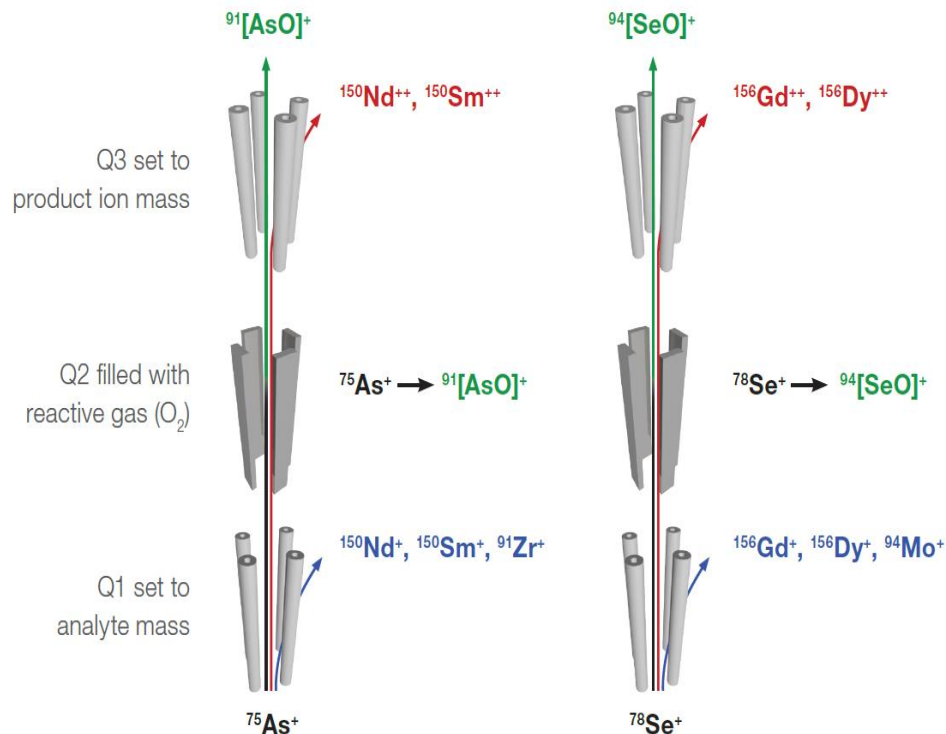 ⁹¹[AsO]⁺
⁹⁴[SeO]⁺
¹⁵⁰Nd⁺⁺, ¹⁵⁰Sm⁺⁺
¹⁵⁶Gd⁺⁺, ¹⁵⁶Dy⁺⁺
Q3 set to
product ion mass
Q2 filled with
reactive gas (O₂)
⁷⁵As⁺ → ⁹¹[AsO]⁺
⁷⁸Se⁺ → ⁹⁴[SeO]⁺
¹⁵⁰Nd⁺, ¹⁵⁰Sm⁺, ⁹¹Zr⁺
¹⁵⁶Gd⁺, ¹⁵⁶Dy⁺, ⁹⁴Mo⁺
Q1 set to
analyte mass
⁷⁵As⁺
⁷⁸Se⁺